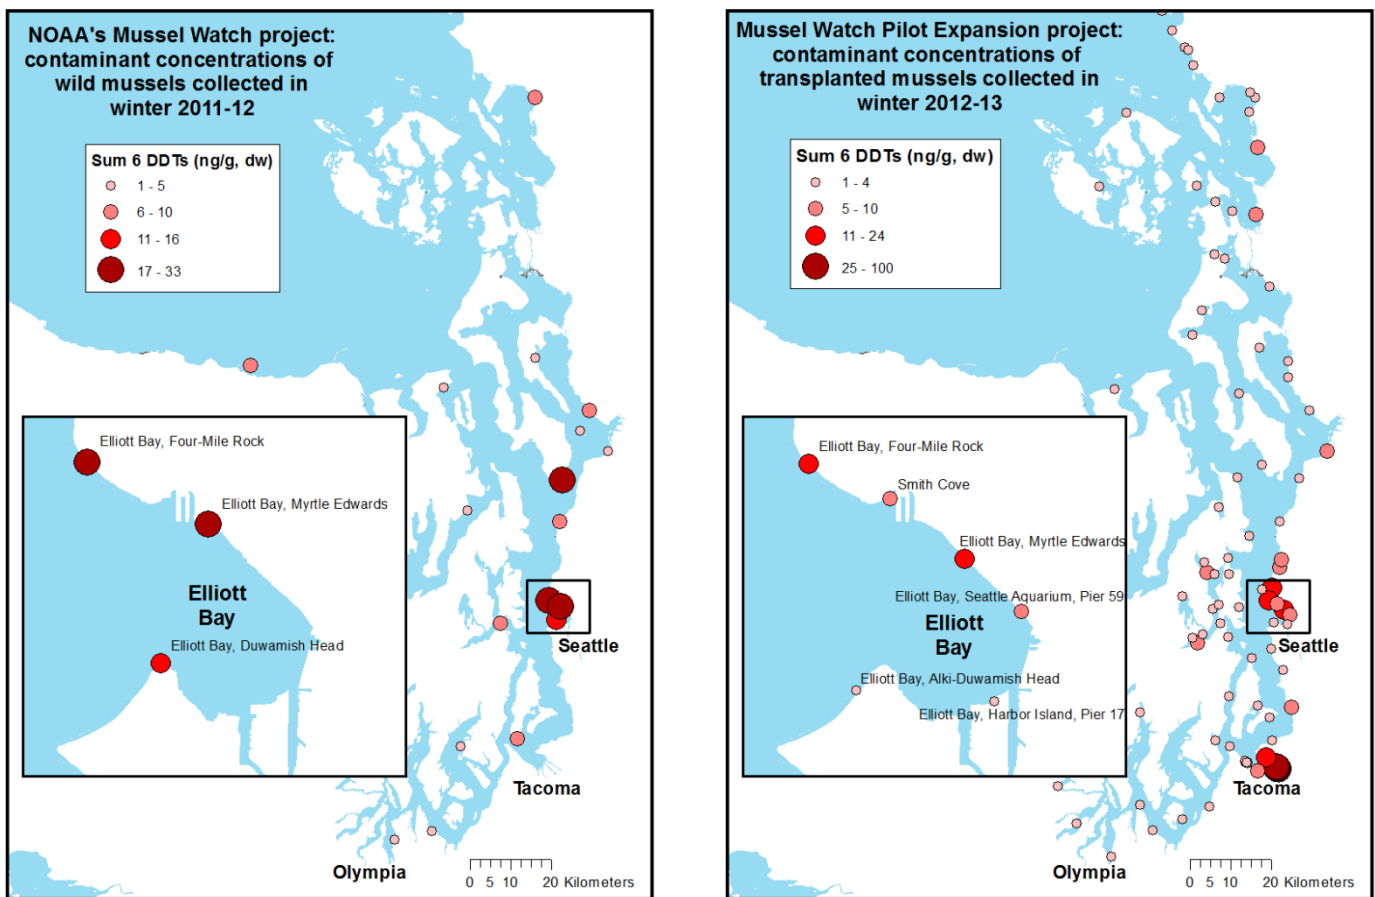 NOAA's Mussel Watch project:
contaminant concentrations of
wild mussels collected in
winter 2011-12
Sum 6 DDTs (ng/g, dw)
1 - 5
6 - 10
11 - 16
17 - 33
Elliott Bay, Four-Mile Rock
Elliott Bay, Myrtle Edwards
Elliott
Bay
Elliott Bay, Duwamish Head
Seattle
Tacoma
Olympia
0 5 10 20 Kilometers
Mussel Watch Pilot Expansion project:
contaminant concentrations of
transplanted mussels collected in
winter 2012-13
Sum 6 DDTs (ng/g, dw)
1 - 4
5 - 10
11 - 24
25 - 100
Elliott Bay, Four-Mile Rock
Smith Cove
Elliott Bay, Myrtle Edwards
Elliott Bay, Seattle Aquarium, Pier 59
Elliott
Bay
Elliott Bay, Alki-Duwamish Head
Elliott Bay, Harbor Island, Pier 17
Seattle
Tacoma
Olympia
0 5 10 20 Kilometers